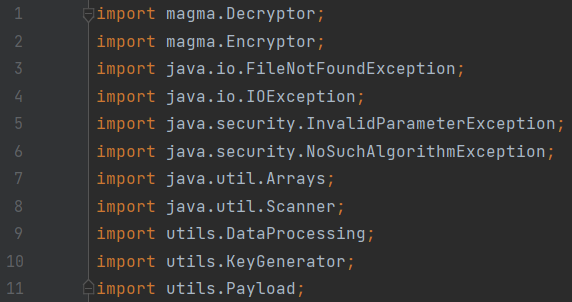 1 import magma.Decryptor;
2 import magma.Encryptor;
3 import java.io.FileNotFoundException;
4 import java.io.IOException;
5 import java.security.InvalidParameterException;
6 import java.security.NoSuchAlgorithmException;
7 import java.util.Arrays;
8 import java.util.Scanner;
9 import utils.DataProcessing;
10 import utils.KeyGenerator;
11 import utils.Payload;